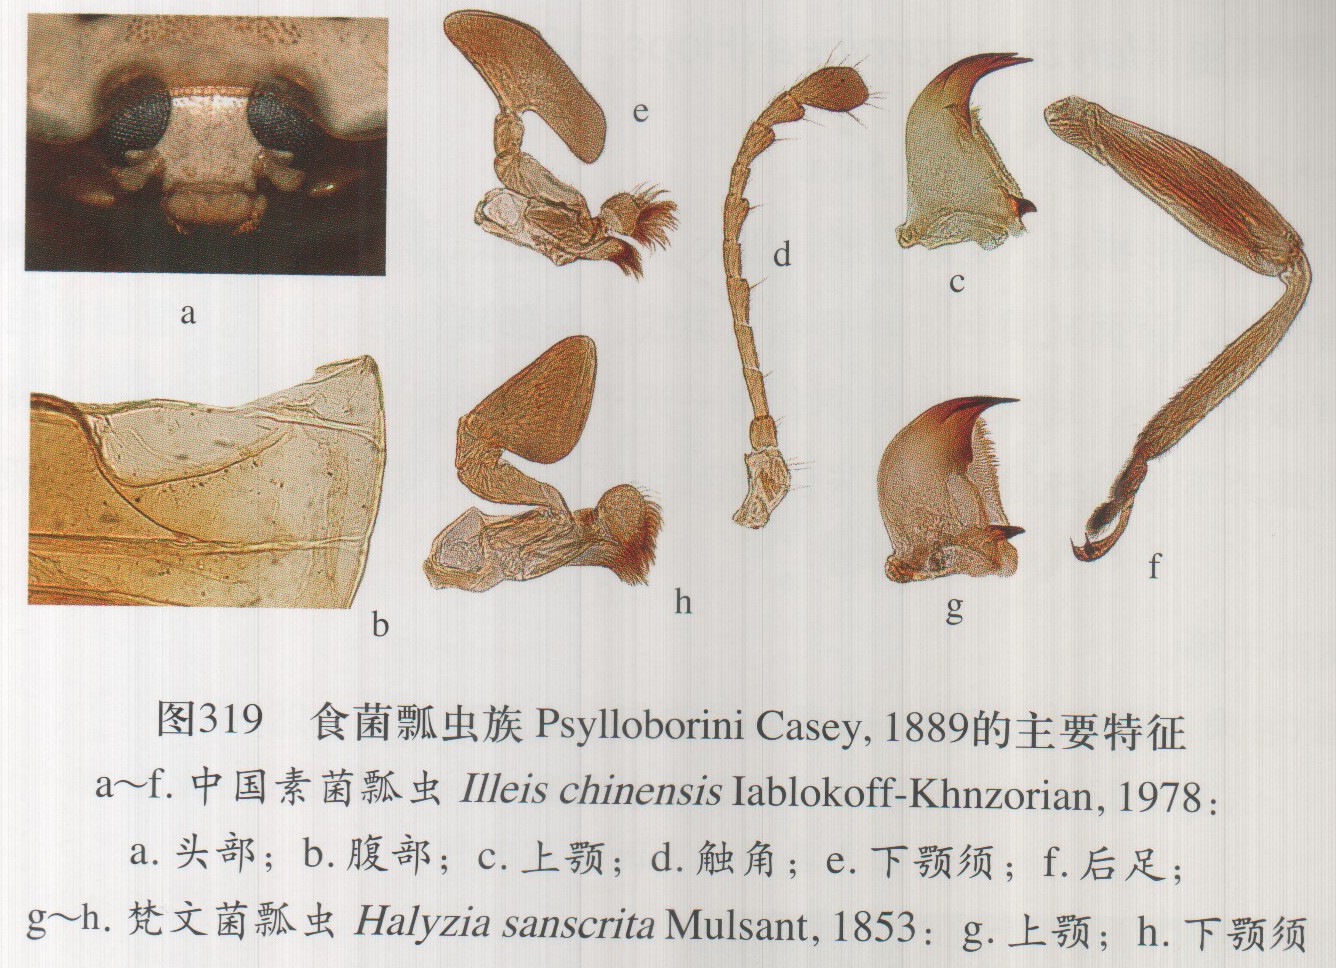 a
b
c
d
e
f
g
h
图319 食菌瓢虫族 Psylloborini Casey, 1889的主要特征
a～f. 中国素菌瓢虫 Illeis chinensis Iablokoff-Khnzorian, 1978：
a. 头部；b. 腹部；c. 上颚；d. 触角；e. 下颚须；f. 后足；
g～h. 梵文菌瓢虫 Halyzia sanscrita Mulsant, 1853：g. 上颚；h. 下颚须